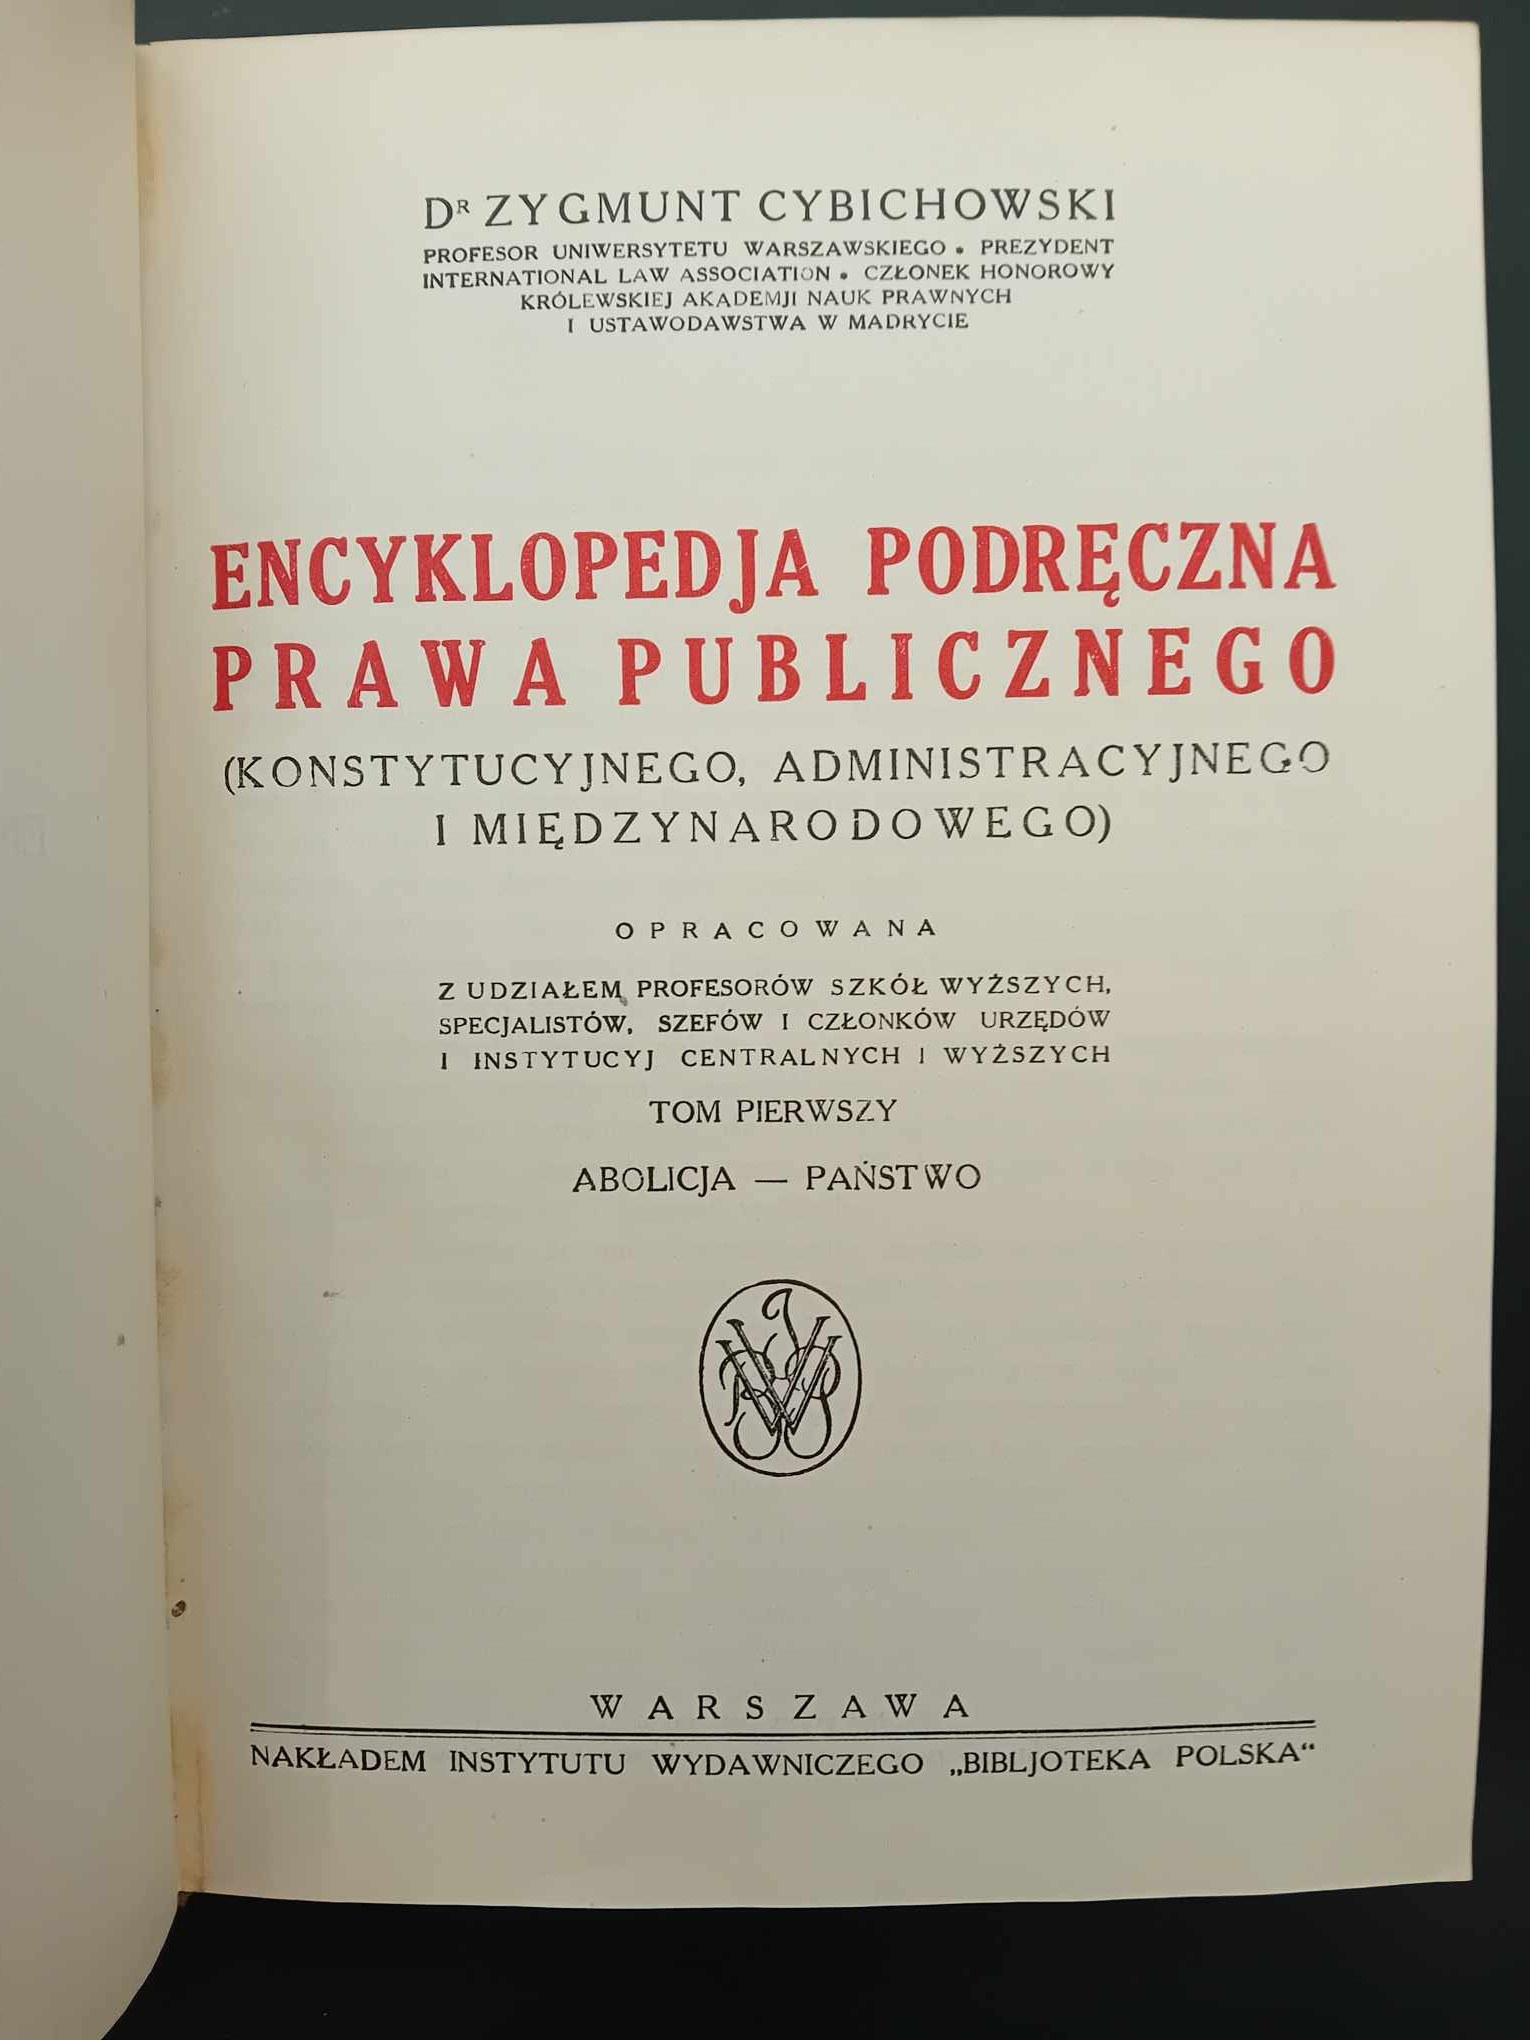 DR ZYGMUNT CYBICHOWSKI
PROFESOR UNIWERSYTETU WARSZAWSKIEGO • PREZYDENT
INTERNATIONAL LAW ASSOCIATION • CZŁONEK HONOROWY
KRÓLEWSKIEJ AKADEMJI NAUK PRAWNYCH
I USTAWODAWSTWA W MADRYCIE
ENCYKLOPEDJA PODRĘCZNA
PRAWA PUBLICZNEGO
(KONSTYTUCYJNEGO, ADMINISTRACYJNEGO
I MIĘDZYNARODOWEGO)
OPRACOWANA
Z UDZIAŁEM PROFESORÓW SZKÓŁ WYŻSZYCH,
SPECJALISTÓW, SZEFÓW I CZŁONKÓW URZĘDÓW
I INSTYTUCYJ CENTRALNYCH I WYŻSZYCH
TOM PIERWSZY
ABOLICJA — PAŃSTWO
WARSZAWA
NAKŁADEM INSTYTUTU WYDAWNICZEGO „BIBLJOTEKA POLSKA“